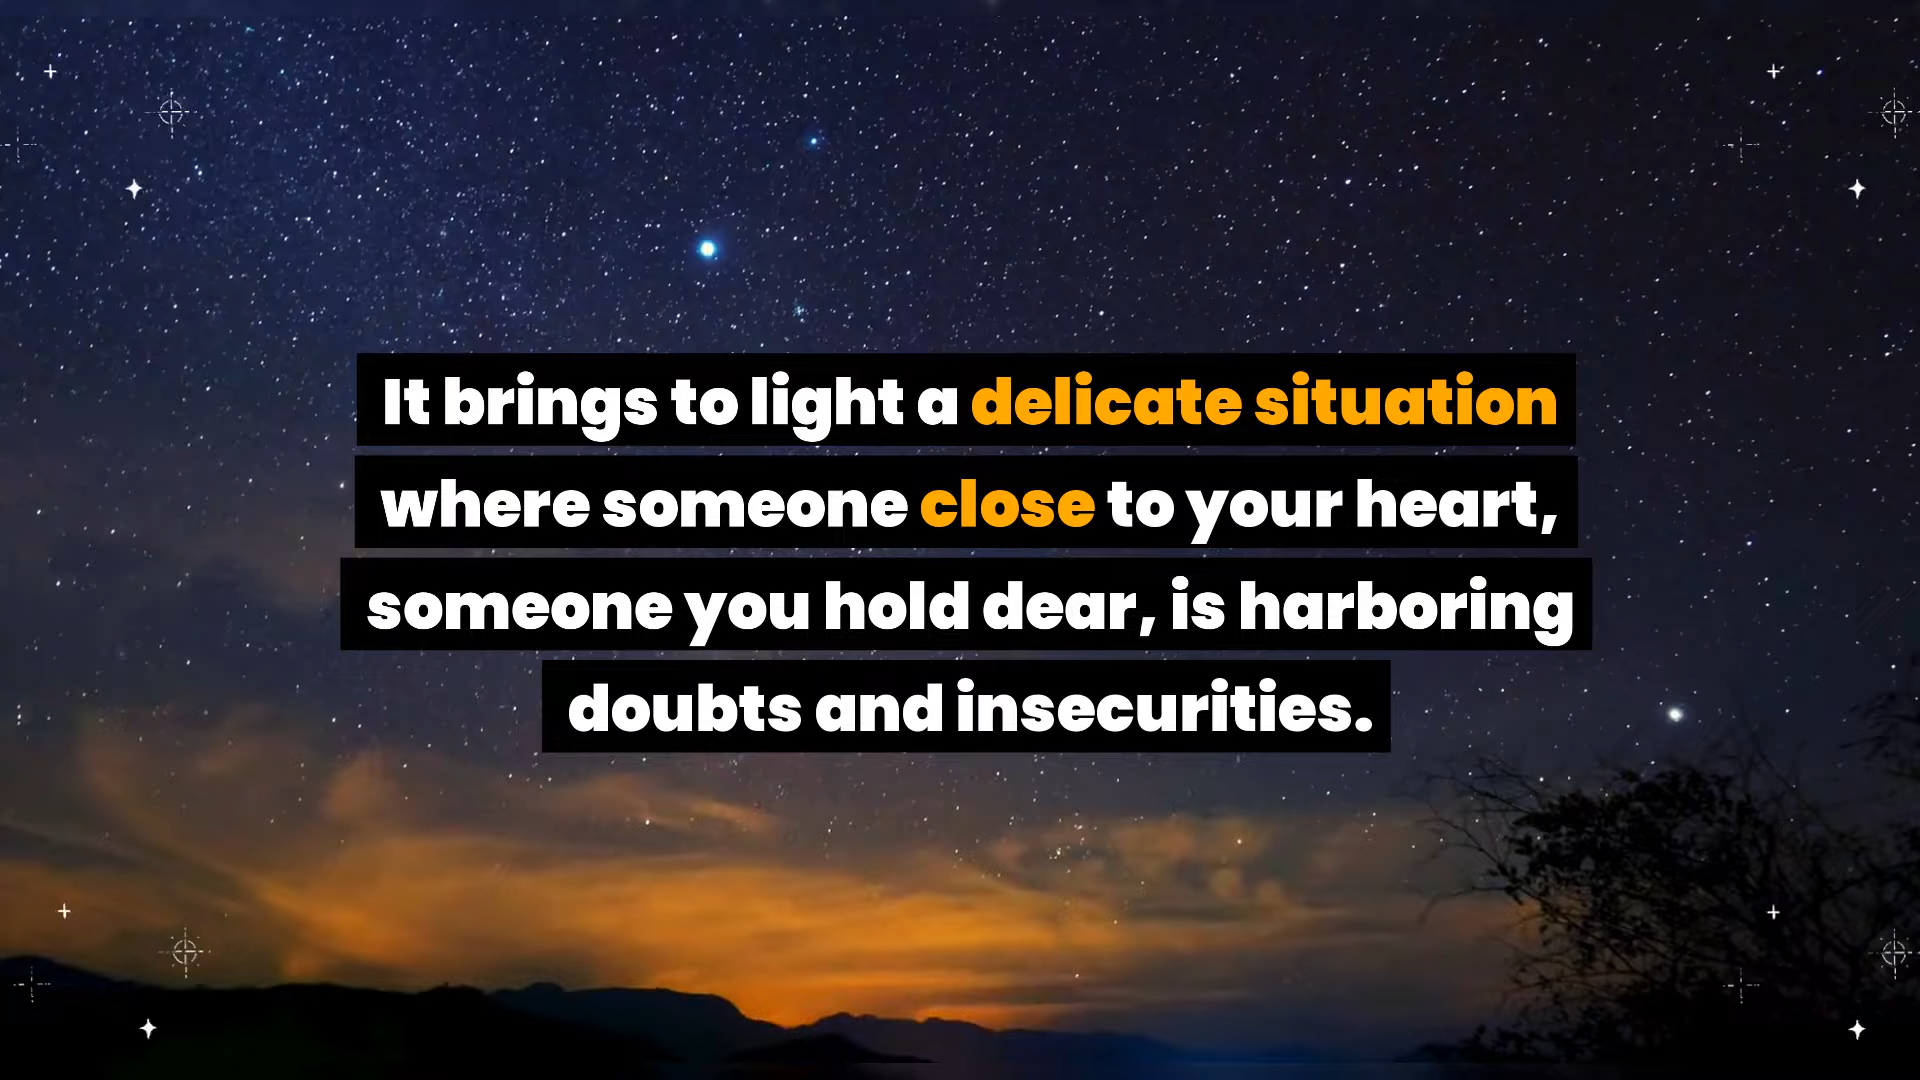 It brings to light a delicate situation
where someone close to your heart,
someone you hold dear, is harboring
doubts and insecurities.